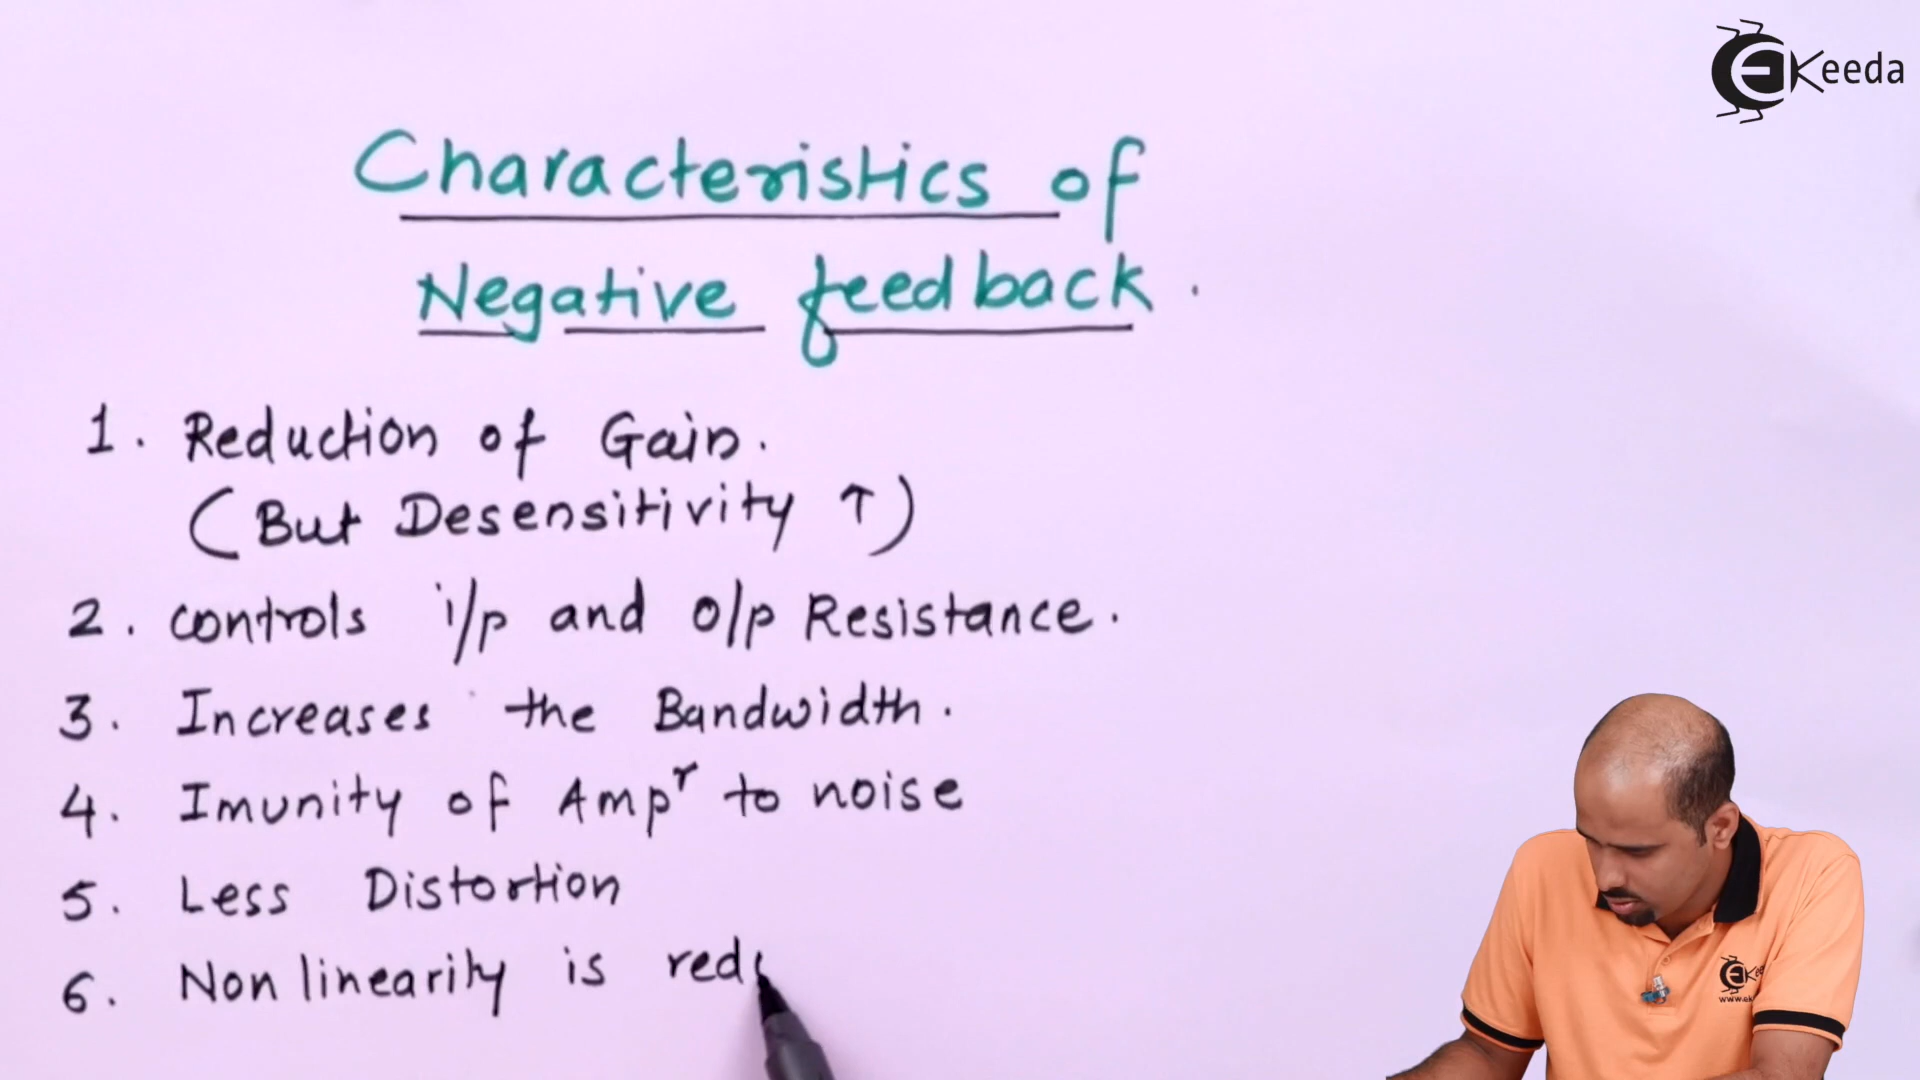 EKeeda
Characteristics of
Negative feedback.
1. Reduction of Gain.
(But Desensitivity ↑)
2. controls i/p and o/p Resistance.
3. Increases the Bandwidth.
4. Imunity of Ampʳ to noise
5. Less Distortion
6. Non linearity is redu